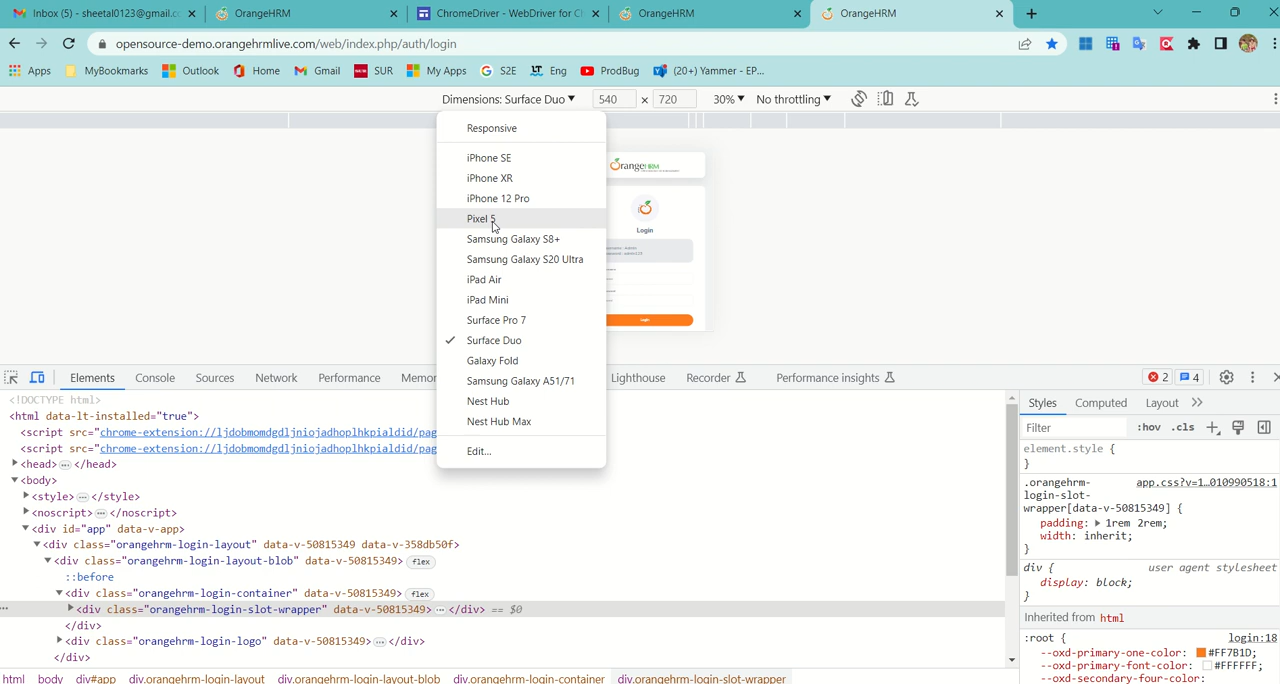 Inbox (5) - sheetal0123@gmail.c
OrangeHRM
ChromeDriver - WebDriver for C
OrangeHRM
OrangeHRM
opensource-demo.orangehrmlive.com/web/index.php/auth/login
Apps
MyBookmarks
Outlook
Home
Gmail
SUR
My Apps
S2E
Eng
ProdBug
(20+) Yammer - EP...
Dimensions: Surface Duo ▼
540
x
720
30% ▼
No throttling ▼
Responsive
iPhone SE
iPhone XR
iPhone 12 Pro
Pixel 5
Samsung Galaxy S8+
Samsung Galaxy S20 Ultra
iPad Air
iPad Mini
Surface Pro 7
Surface Duo
Galaxy Fold
Samsung Galaxy A51/71
Nest Hub
Nest Hub Max
Edit...
OrangeHRM
Login
Login
Elements
Console
Sources
Network
Performance
Memor
Lighthouse
Recorder
Performance insights
2
4
<!DOCTYPE html>
<html data-lt-installed="true">
<script src="chrome-extension://ljdobmomdgdljniojadhoplhkpialdid/pag
<script src="chrome-extension://ljdobmomdgdljniojadhoplhkpialdid/pag
<head> … </head>
<body>
<style> … </style>
<noscript> … </noscript>
<div id="app" data-v-app>
<div class="orangehrm-login-layout" data-v-50815349 data-v-358db50f>
<div class="orangehrm-login-layout-blob" data-v-50815349> flex
::before
<div class="orangehrm-login-container" data-v-50815349> flex
<div class="orangehrm-login-slot-wrapper" data-v-50815349> … </div> == $0
</div>
<div class="orangehrm-login-logo" data-v-50815349> … </div>
</div>
html body div#app div.orangehrm-login-layout div.orangehrm-login-layout-blob div.orangehrm-login-container div.orangehrm-login-slot-wrapper
Styles
Computed
Layout
Filter
:hov .cls
element.style {
}
.orangehrm- app.css?v=1…010990518:1
login-slot-
wrapper[data-v-50815349] {
padding: 1rem 2rem;
width: inherit;
}
div { user agent stylesheet
display: block;
}
Inherited from html
:root { login:18
--oxd-primary-one-color: #FF7B1D;
--oxd-primary-font-color: #FFFFFF;
--oxd-secondary-four-color: